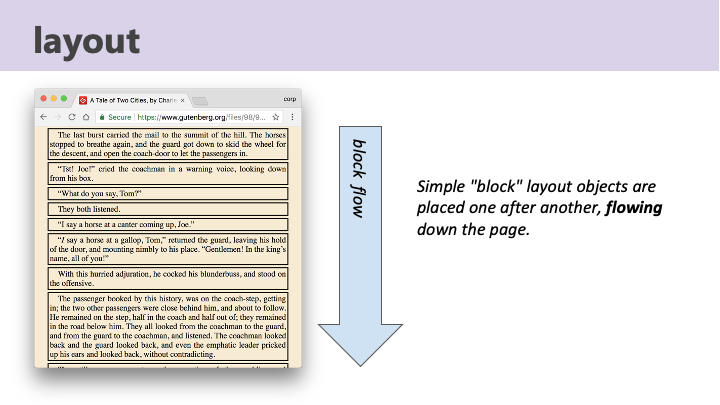 layout
A Tale of Two Cities, by Charle
corp
Secure
https://www.gutenberg.org/files/98/9...
The last burst carried the mail to the summit of the hill. The horses
stopped to breathe again, and the guard got down to skid the wheel for
the descent, and open the coach-door to let the passengers in.
“Tst! Joe!” cried the coachman in a warning voice, looking down
from his box.
“What do you say, Tom?”
They both listened.
“I say a horse at a canter coming up, Joe.”
“I say a horse at a gallop, Tom,” returned the guard, leaving his hold
of the door, and mounting nimbly to his place. “Gentlemen! In the king’s
name, all of you!”
With this hurried adjuration, he cocked his blunderbuss, and stood on
the offensive.
The passenger booked by this history, was on the coach-step, getting
in; the two other passengers were close behind him, and about to follow.
He remained on the step, half in the coach and half out of; they remained
in the road below him. They all looked from the coachman to the guard,
and from the guard to the coachman, and listened. The coachman looked
back and the guard looked back, and even the emphatic leader pricked
up his ears and looked back, without contradicting.
block flow
Simple "block" layout objects are
placed one after another, flowing
down the page.